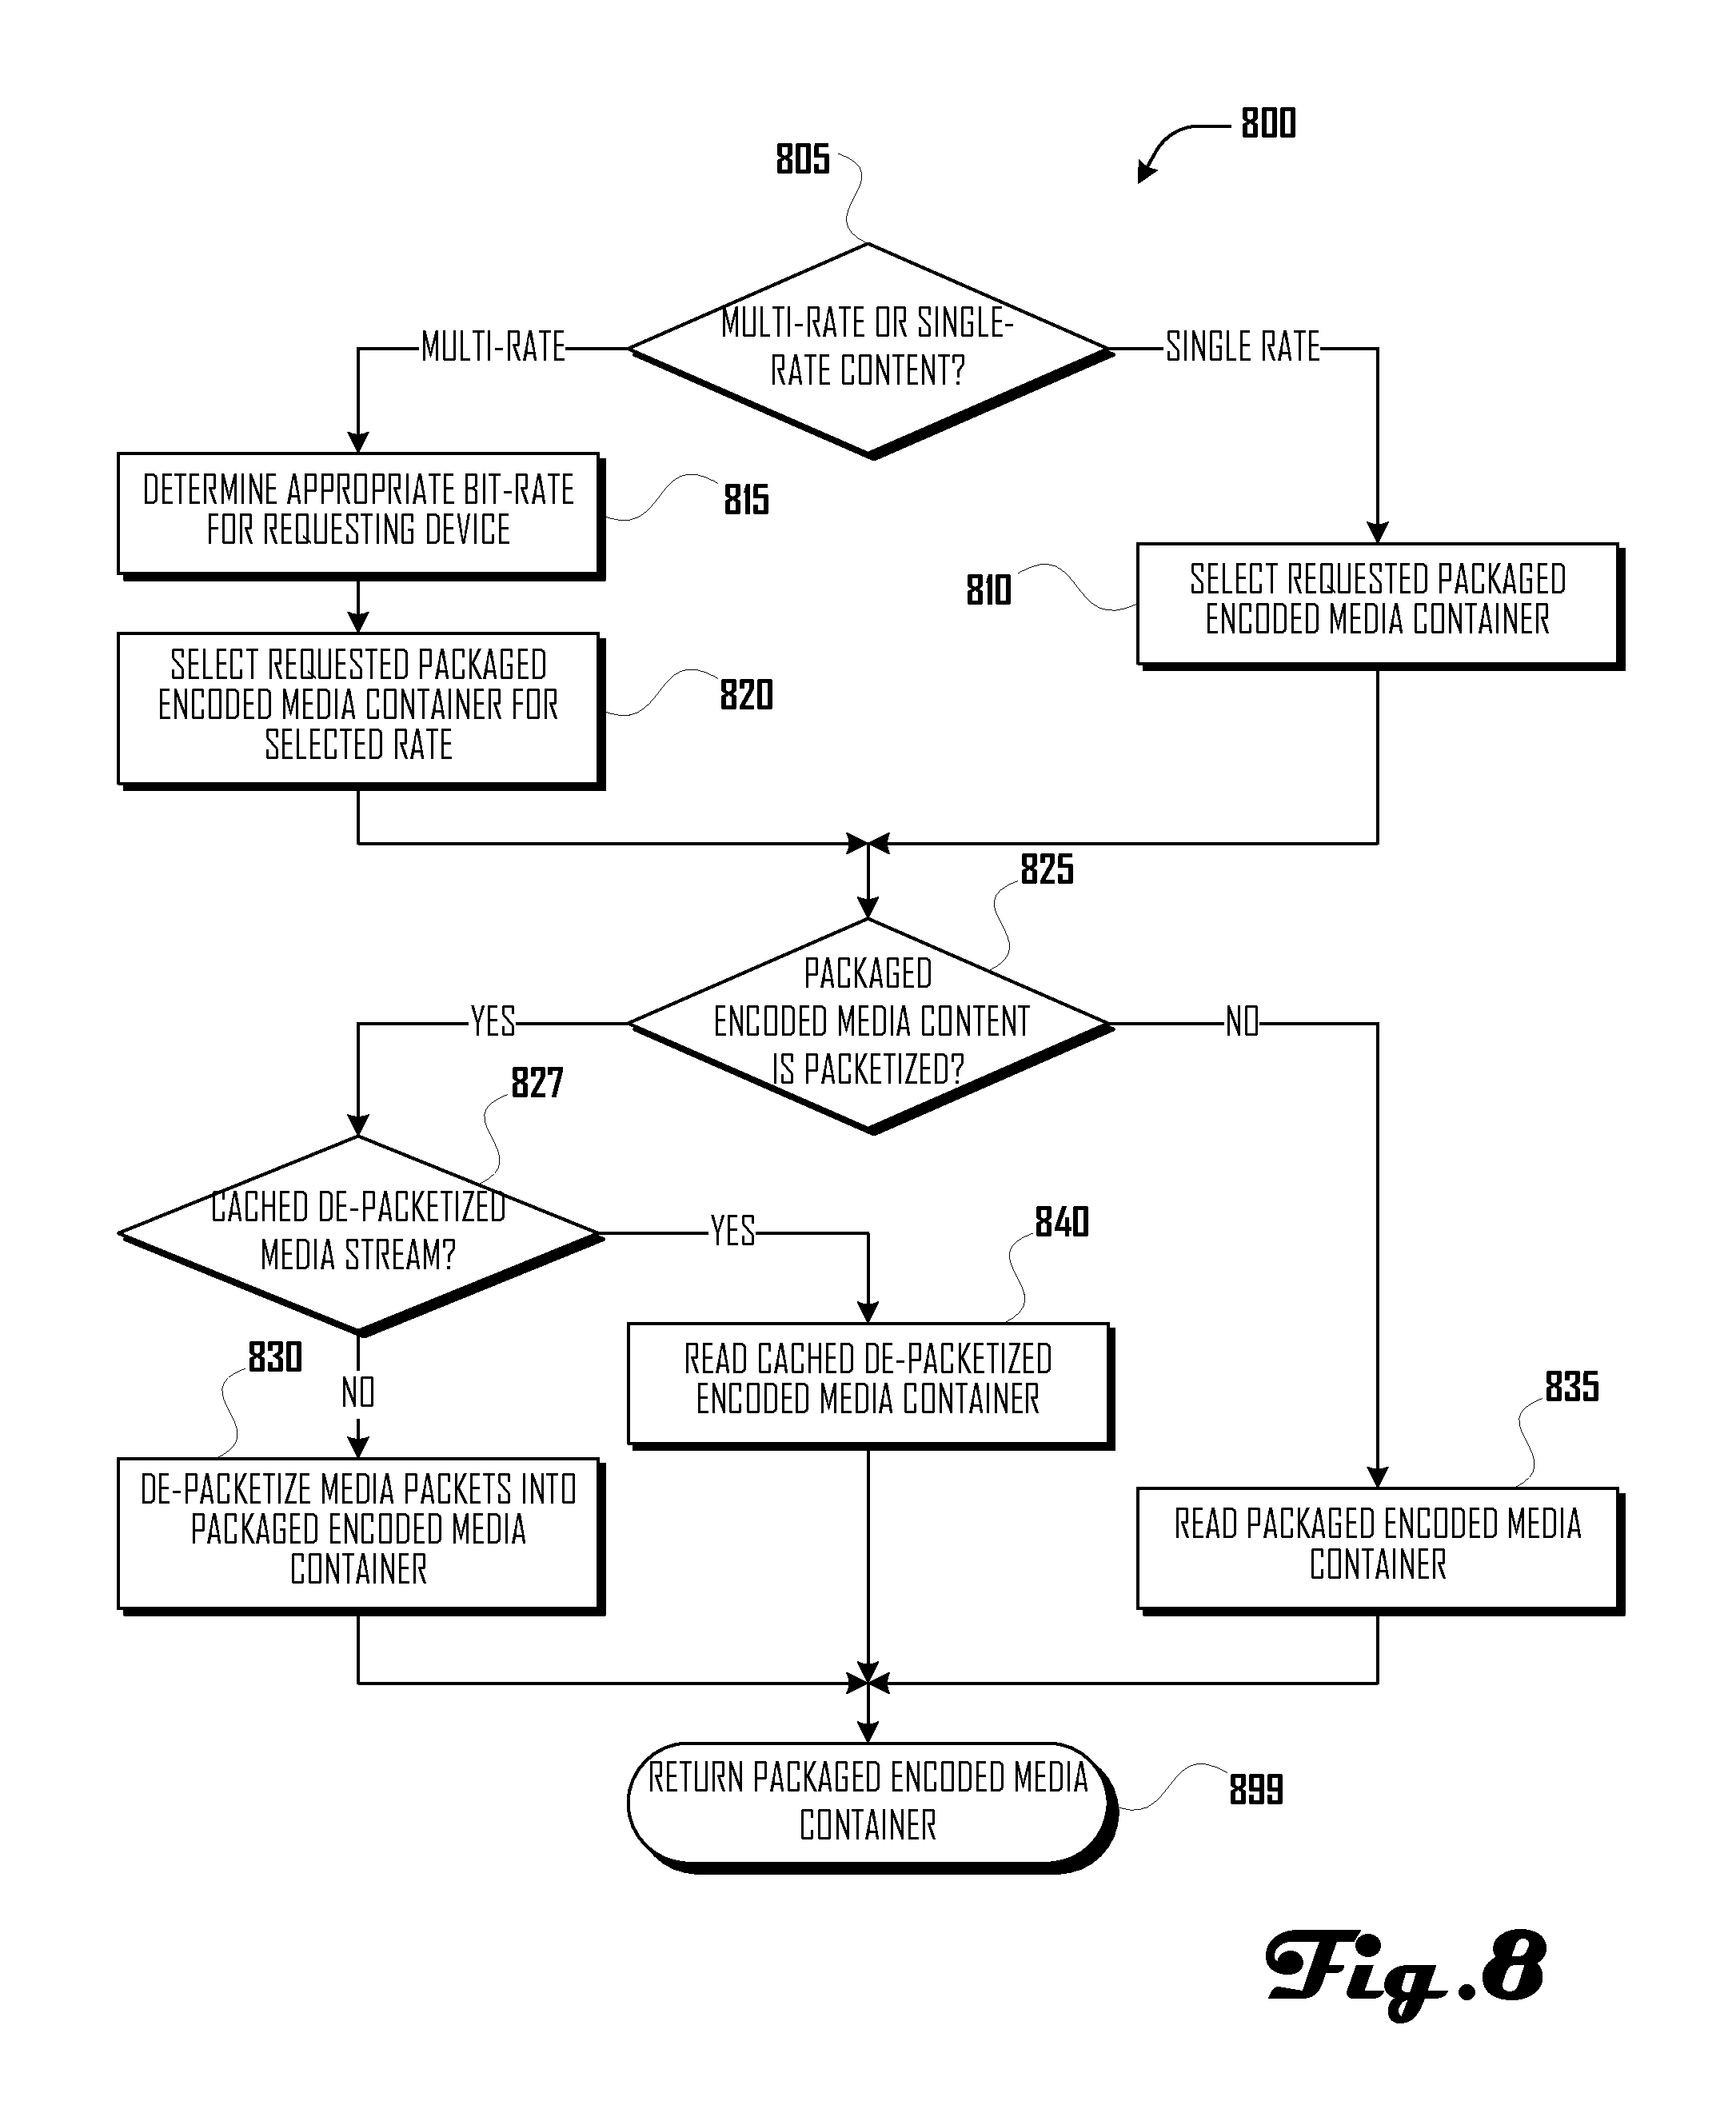 800
805
MULTI-RATE OR SINGLE-
RATE CONTENT?
MULTI-RATE
SINGLE RATE
DETERMINE APPROPRIATE BIT-RATE
FOR REQUESTING DEVICE
815
SELECT REQUESTED PACKAGED
ENCODED MEDIA CONTAINER
810
SELECT REQUESTED PACKAGED
ENCODED MEDIA CONTAINER FOR
SELECTED RATE
820
825
PACKAGED
ENCODED MEDIA CONTENT
IS PACKETIZED?
YES
NO
827
CACHED DE-PACKETIZED
MEDIA STREAM?
YES
840
READ CACHED DE-PACKETIZED
ENCODED MEDIA CONTAINER
830
NO
835
DE-PACKETIZE MEDIA PACKETS INTO
PACKAGED ENCODED MEDIA
CONTAINER
READ PACKAGED ENCODED MEDIA
CONTAINER
RETURN PACKAGED ENCODED MEDIA
CONTAINER
899
Fig.8